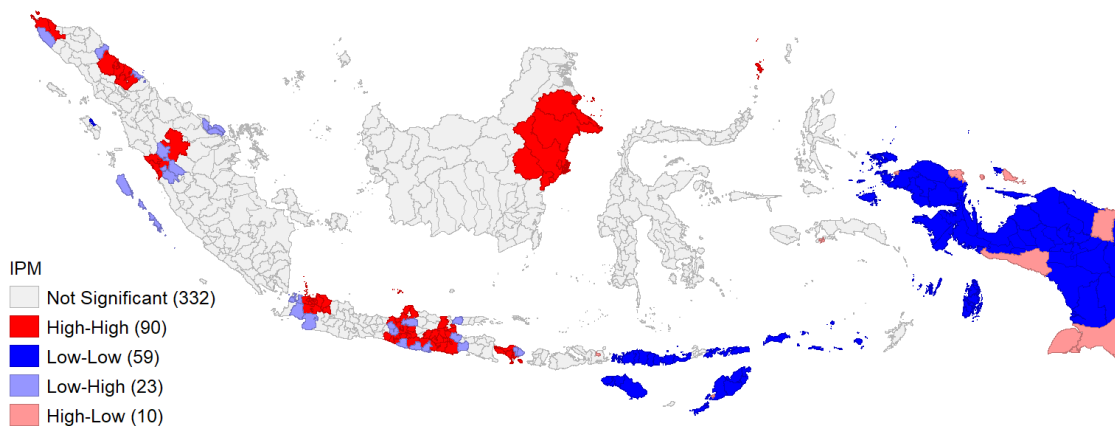 IPM
Not Significant (332)
High-High (90)
Low-Low (59)
Low-High (23)
High-Low (10)